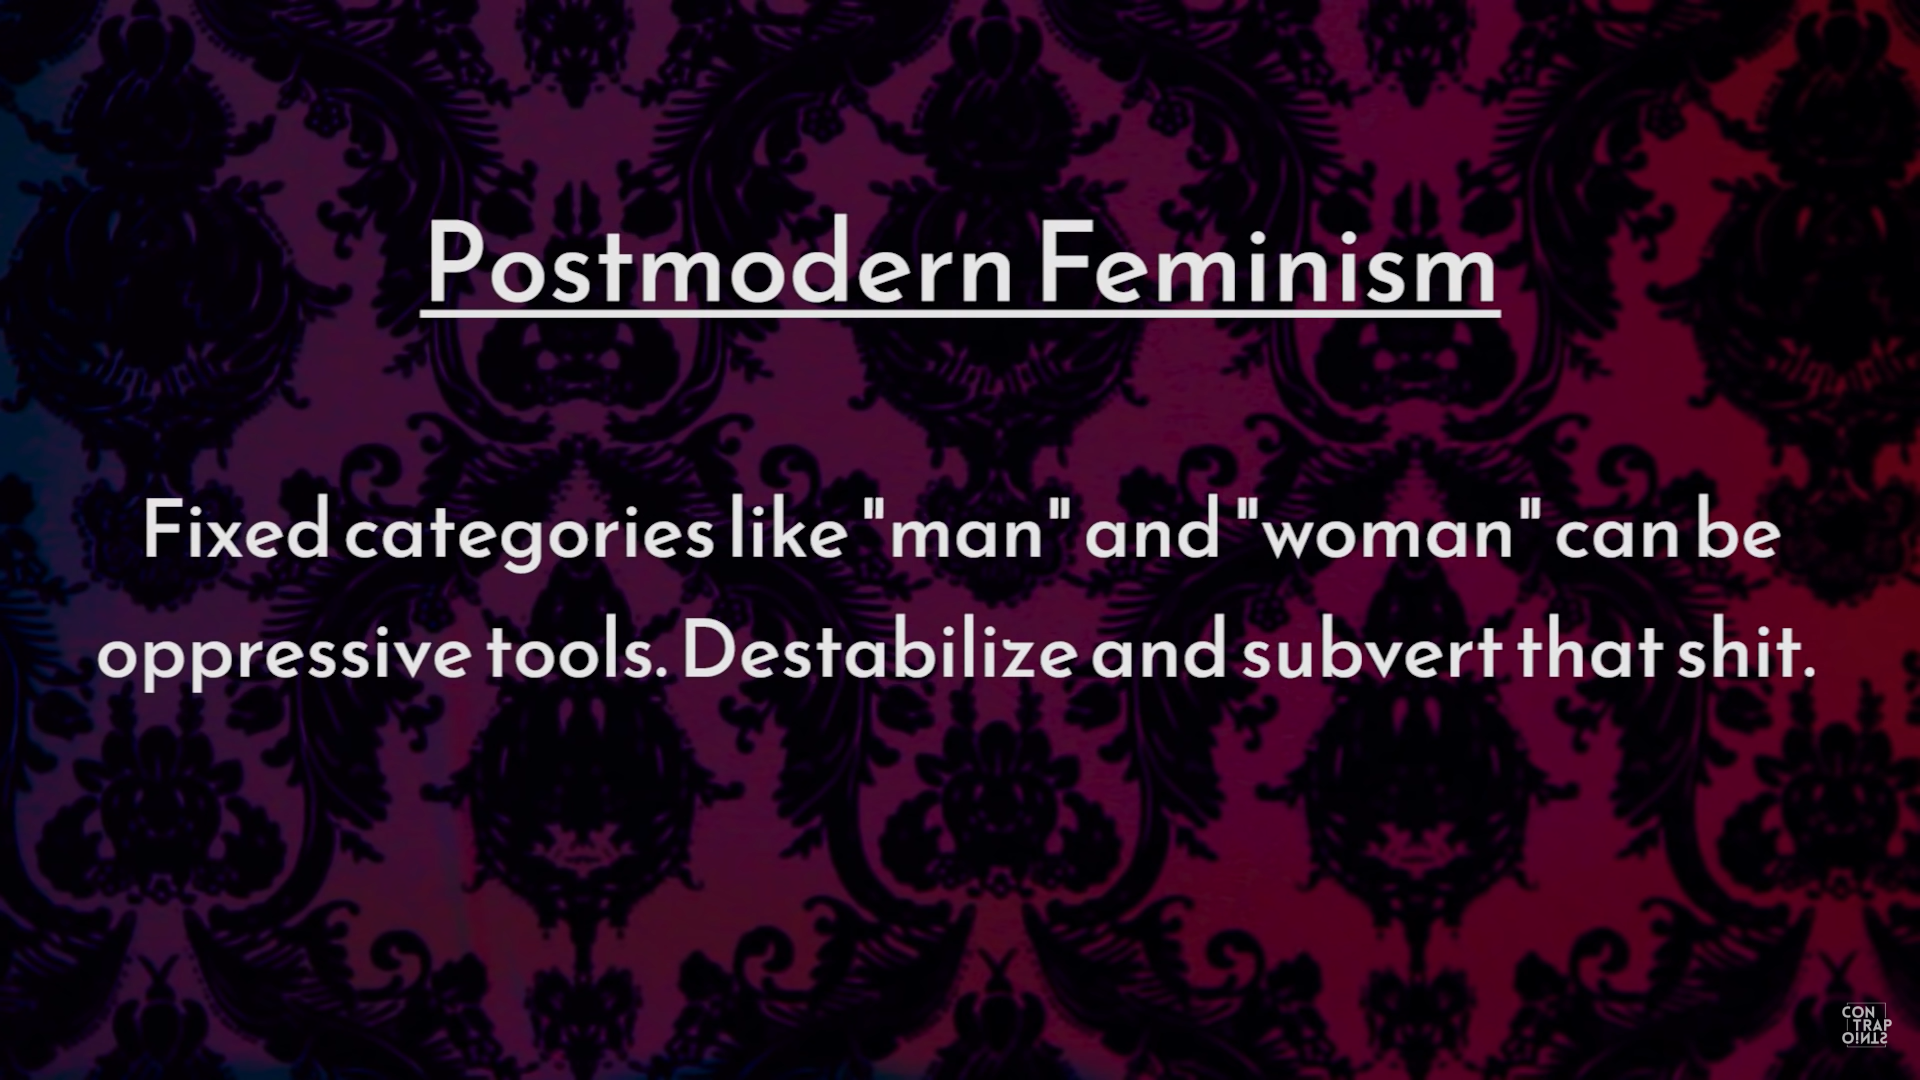 Postmodern Feminism
Fixed categories like "man" and "woman" can be
oppressive tools. Destabilize and subvert that shit.
CON
TRAP
OINTS